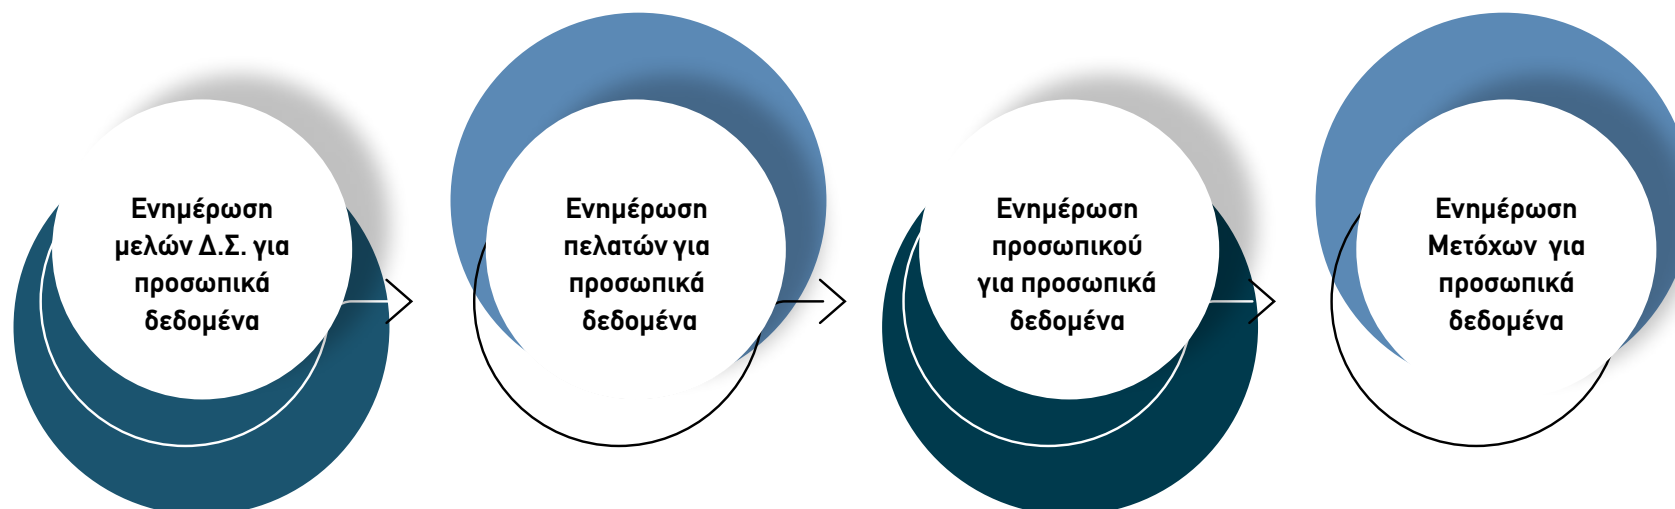 Ενημέρωση
μελών Δ.Σ. για
προσωπικά
δεδομένα
Ενημέρωση
πελατών για
προσωπικά
δεδομένα
Ενημέρωση
προσωπικού
για προσωπικά
δεδομένα
Ενημέρωση
Μετόχων για
προσωπικά
δεδομένα